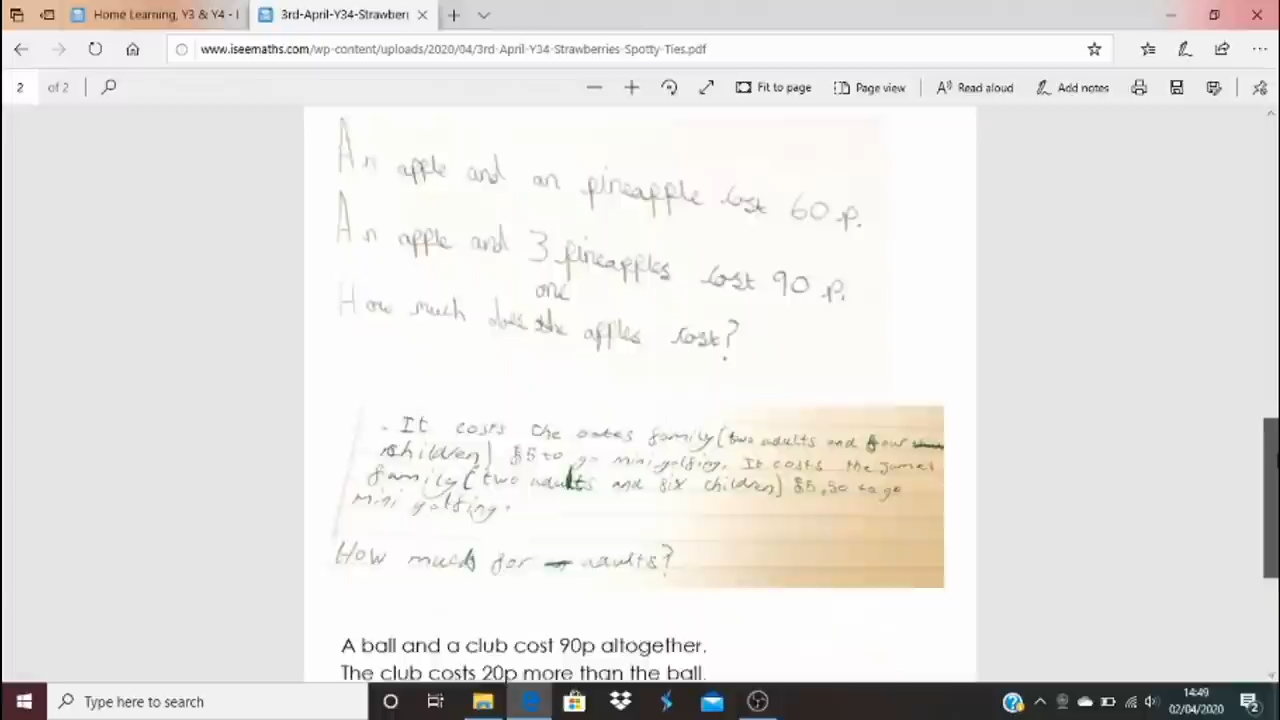 Home Learning, Y3 & Y4 - I
3rd-April-Y34-Strawberr
www.iseemaths.com/wp-content/uploads/2020/04/3rd-April-Y34-Strawberries-Spotty-Ties.pdf
2 of 2
Fit to page
Page view
Read aloud
Add notes
An apple and an pineapple cost 60 p.
An apple and 3 pineapples cost 90 p.
one
How much does the apples cost?
. It costs the oates family (two adults and four
children) $5 to go mini golfing. It costs the james
family (two adults and six children) $5,50 to go
mini golfing.
How much for adults?
A ball and a club cost 90p altogether.
The club costs 20p more than the ball.
Type here to search
14:49
02/04/2020
2